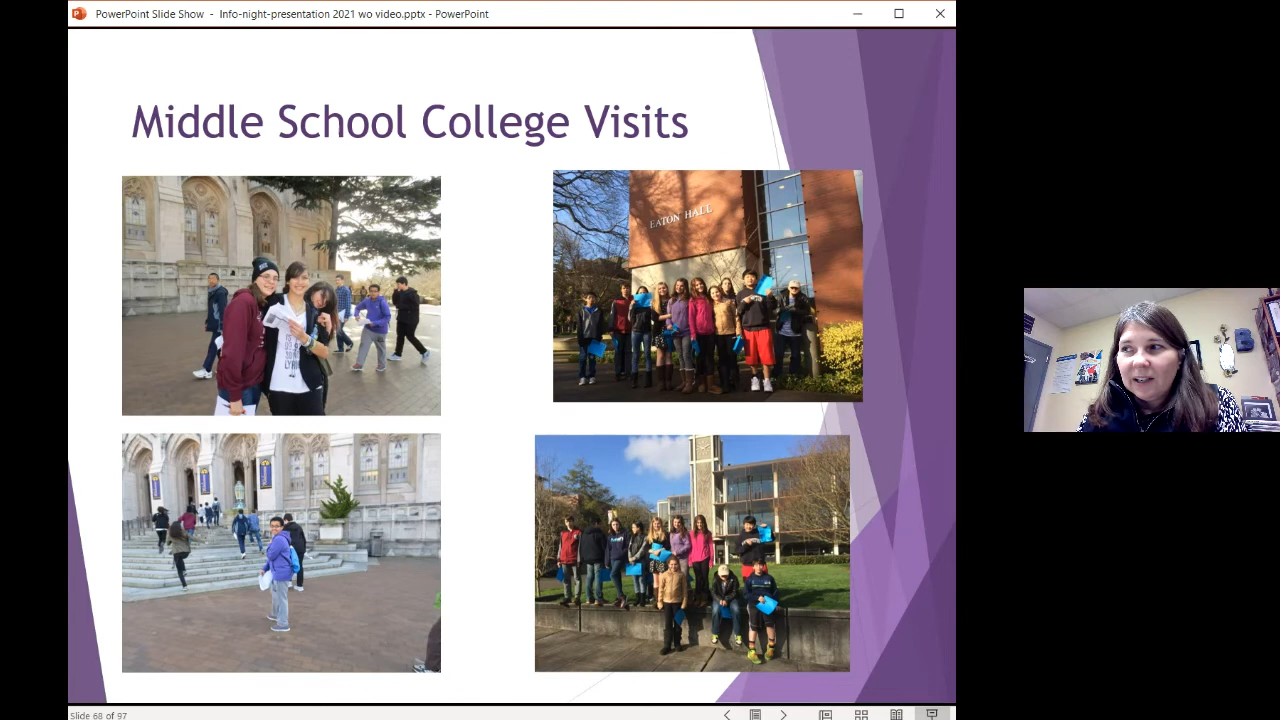 PowerPoint Slide Show - Info-night-presentation 2021 wo video.pptx - PowerPoint
Middle School College Visits
EATON HALL
Slide 68 of 97